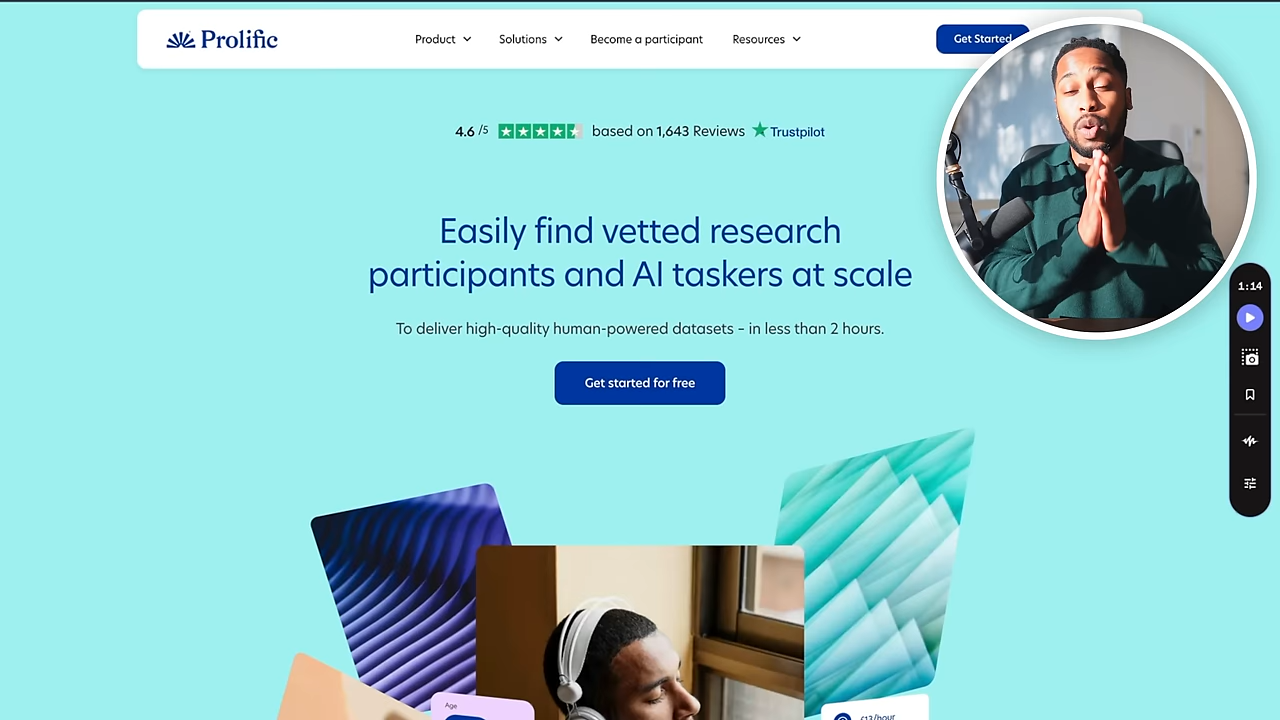 Prolific
Product
Solutions
Become a participant
Resources
Get Started
4.6 /5
based on 1,643 Reviews
Trustpilot
Easily find vetted research
participants and AI taskers at scale
To deliver high-quality human-powered datasets – in less than 2 hours.
Get started for free
1:14
Age
£13/hour